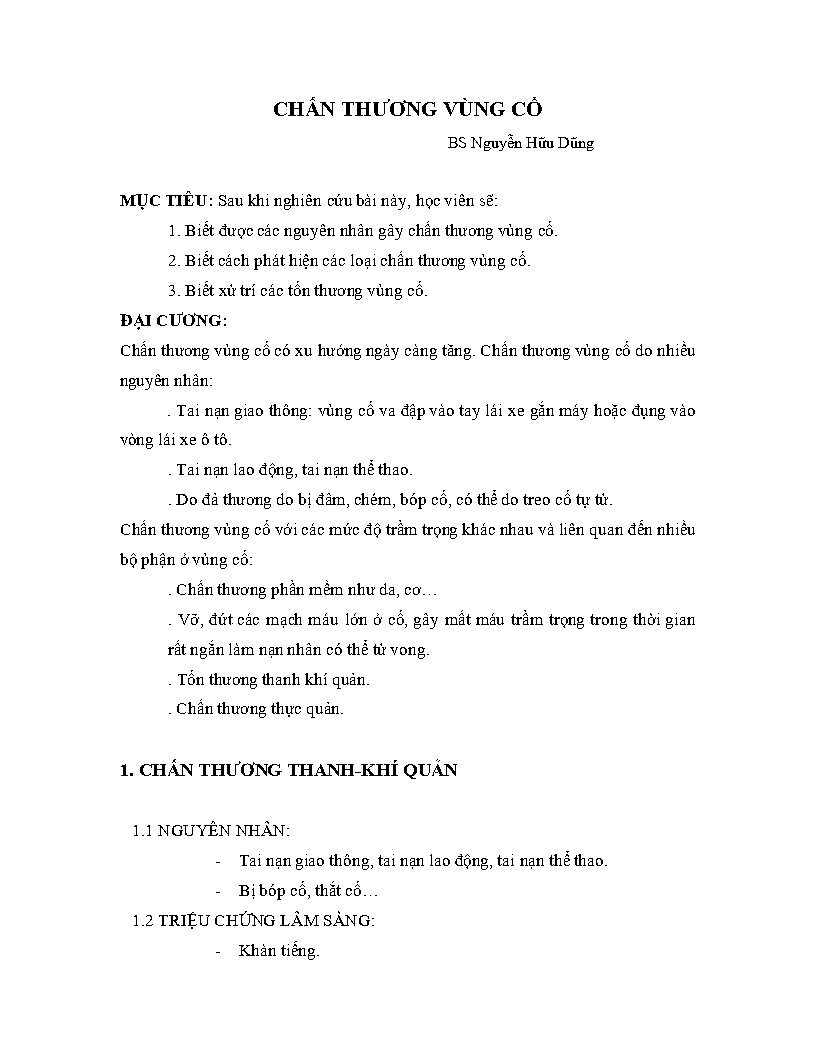 CHẤN THƯƠNG VÙNG CỔ
BS Nguyễn Hữu Dũng
MỤC TIÊU: Sau khi nghiên cứu bài này, học viên sẽ:
1. Biết được các nguyên nhân gây chấn thương vùng cổ.
2. Biết cách phát hiện các loại chấn thương vùng cổ.
3. Biết xử trí các tổn thương vùng cổ.
ĐẠI CƯƠNG:
Chấn thương vùng cổ có xu hướng ngày càng tăng. Chấn thương vùng cổ do nhiều
nguyên nhân:
. Tai nạn giao thông: vùng cổ va đập vào tay lái xe gắn máy hoặc đụng vào
vòng lái xe ô tô.
. Tai nạn lao động, tai nạn thể thao.
. Do đả thương do bị đâm, chém, bóp cổ, có thể do treo cổ tự tử.
Chấn thương vùng cổ với các mức độ trầm trọng khác nhau và liên quan đến nhiều
bộ phận ở vùng cổ:
. Chấn thương phần mềm như da, cơ…
. Vỡ, đứt các mạch máu lớn ở cổ, gây mất máu trầm trọng trong thời gian
rất ngắn làm nạn nhân có thể tử vong.
. Tổn thương thanh khí quản.
. Chấn thương thực quản.
1. CHẤN THƯƠNG THANH-KHÍ QUẢN
1.1 NGUYÊN NHÂN:
- Tai nạn giao thông, tai nạn lao động, tai nạn thể thao.
- Bị bóp cổ, thắt cổ…
1.2 TRIỆU CHỨNG LÂM SÀNG:
- Khàn tiếng.